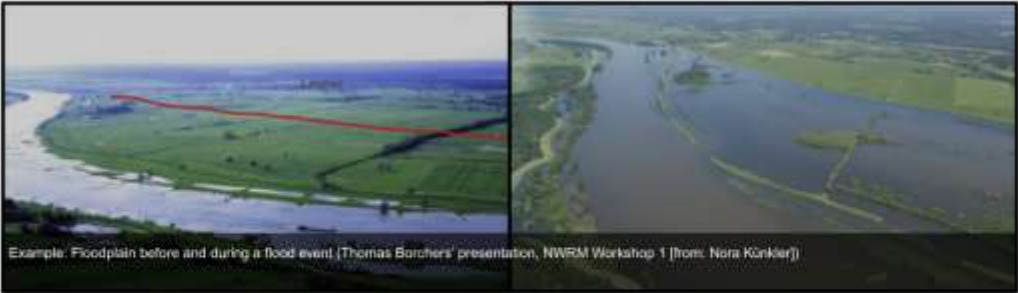 Example: Floodplain before and during a flood event (Thomas Borchers' presentation, NWRM Workshop 1 [from: Nora Künkler])